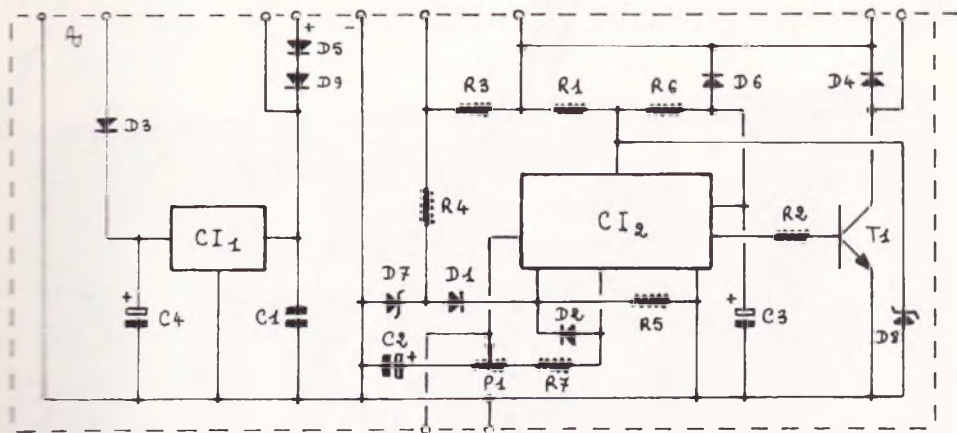 + -
D5
D9
D3
R3 R1 R6 D6 D4
R4
CI1
CI2
R2
T1
D7 D1
+
C4
C1
C2
+
D2
R5
+
C3
D8
P1 R7